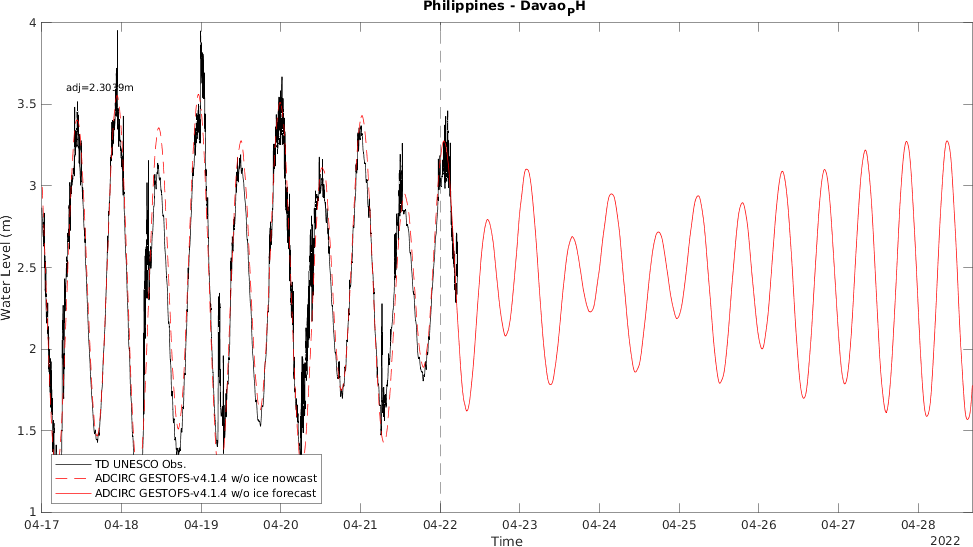 Philippines - DavaoPH
4
3.5
3
2.5
2
1.5
1
Water Level (m)
adj=2.3039m
TD UNESCO Obs.
ADCIRC GESTOFS-v4.1.4 w/o ice nowcast
ADCIRC GESTOFS-v4.1.4 w/o ice forecast
04-17 04-18 04-19 04-20 04-21 04-22 04-23 04-24 04-25 04-26 04-27 04-28
Time
2022